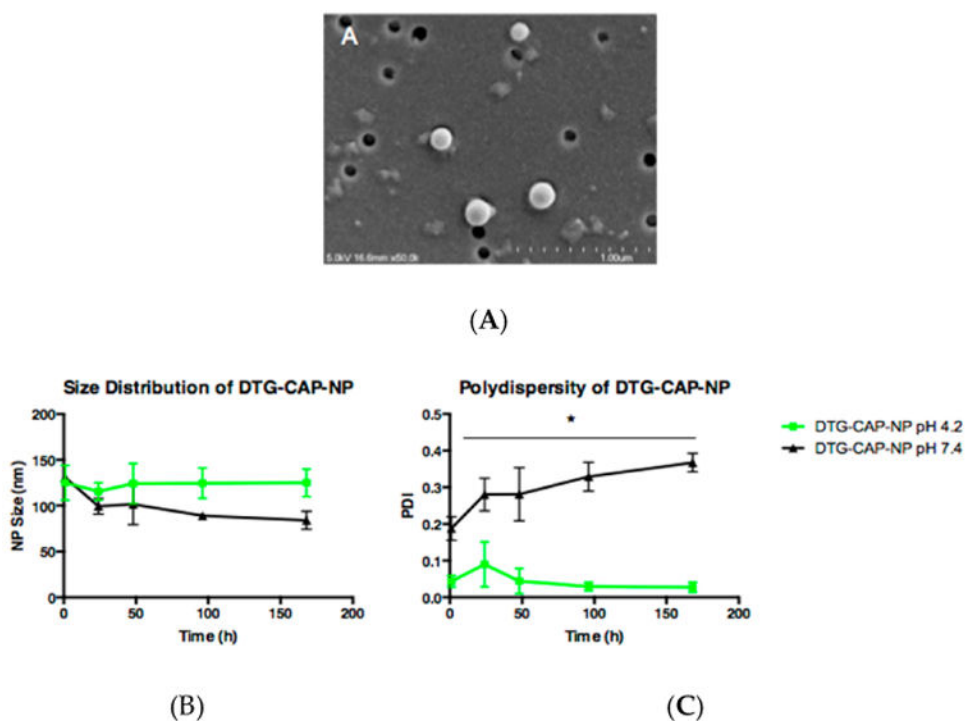 A
5.0kV 16.6mm x50.0k
1.00um
(A)
Size Distribution of DTG-CAP-NP
200
150
100
50
0
NP Size (nm)
0 50 100 150 200
Time (h)
Polydispersity of DTG-CAP-NP
0.5
0.4
0.3
0.2
0.1
0.0
PDI
*
0 50 100 150 200
Time (h)
DTG-CAP-NP pH 4.2
DTG-CAP-NP pH 7.4
(B)
(C)